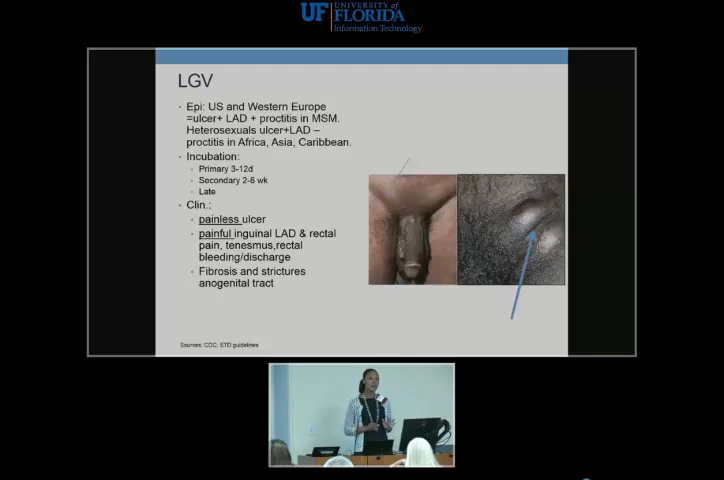 UF UNIVERSITY of
FLORIDA
Information Technology
LGV
• Epi: US and Western Europe
=ulcer+ LAD + proctitis in MSM.
Heterosexuals ulcer+LAD –
proctitis in Africa, Asia, Caribbean.
• Incubation:
• Primary 3-12d
• Secondary 2-6 wk
• Late
• Clin.:
• painless ulcer
• painful inguinal LAD & rectal
pain, tenesmus,rectal
bleeding/discharge
• Fibrosis and strictures
anogenital tract
Sources: CDC; STD guidelines